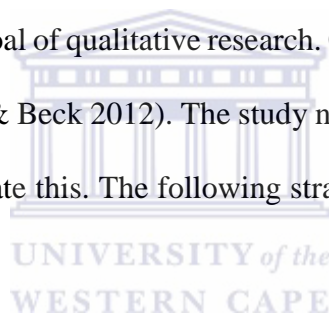 oal of qualitative research.
& Beck 2012). The study n
ate this. The following stra
UNIVERSITY of the
WESTERN CAPE